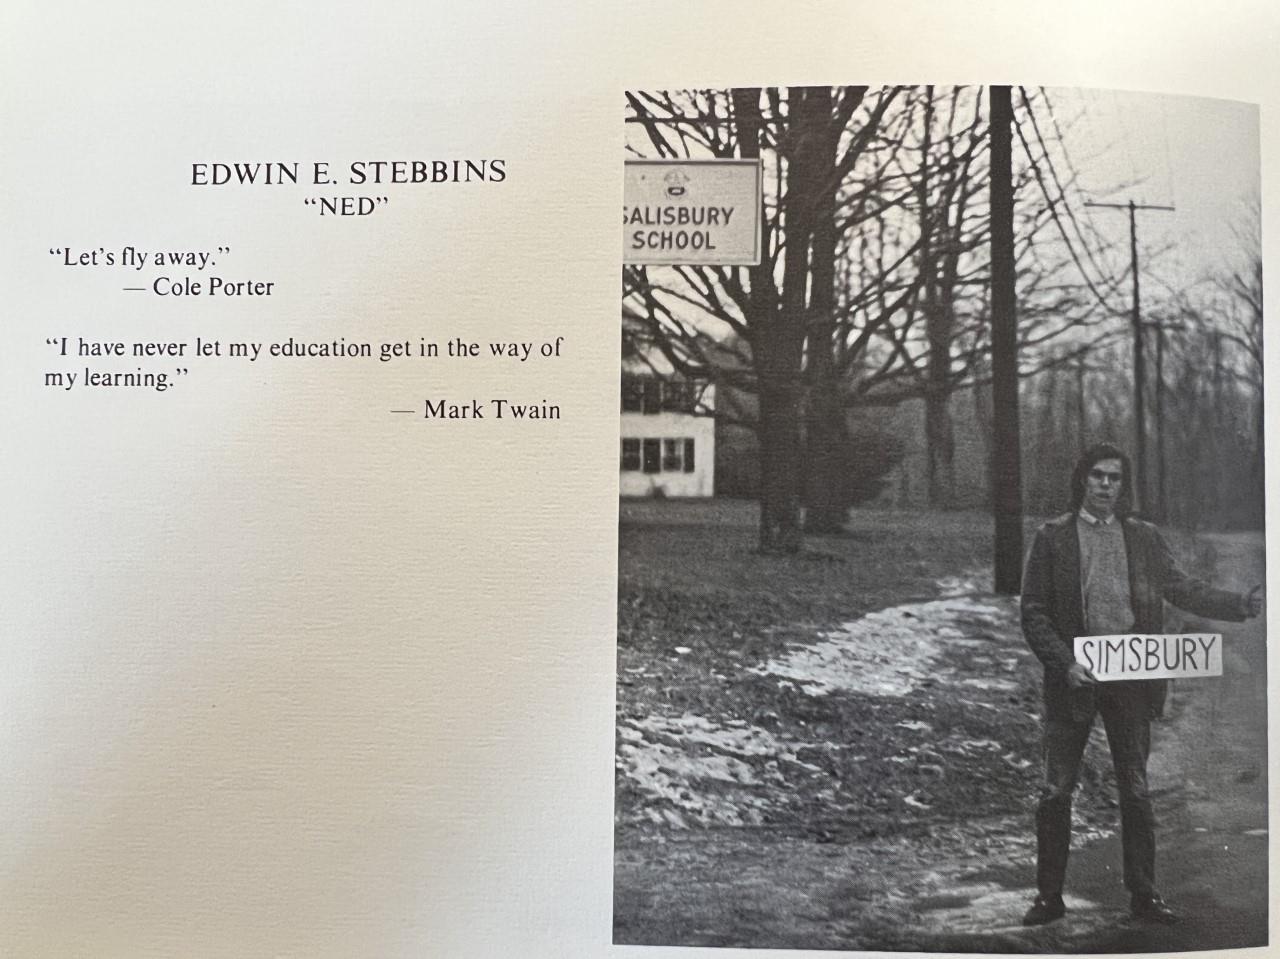 EDWIN E. STEBBINS
“NED”
“Let’s fly away.”
— Cole Porter
“I have never let my education get in the way of
my learning.”
— Mark Twain
SALISBURY
SCHOOL
SIMSBURY